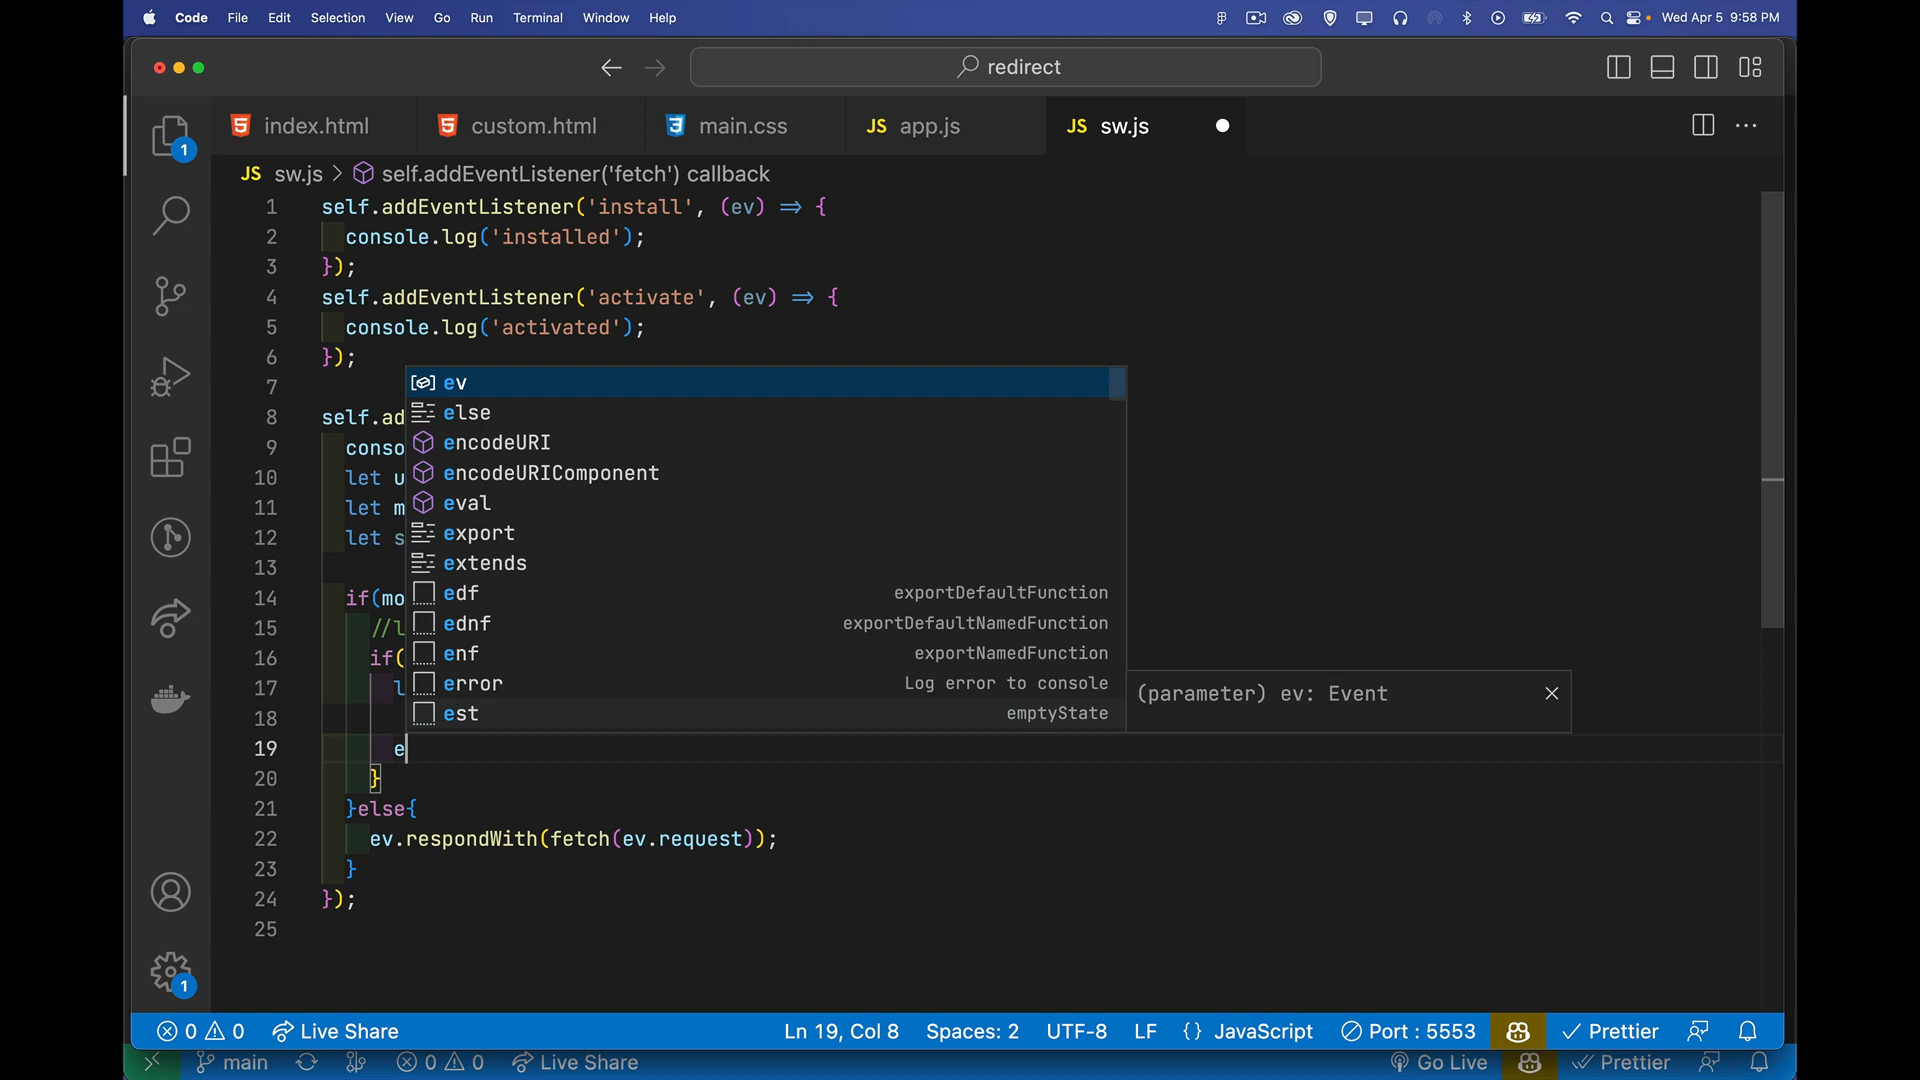 Code File Edit Selection View Go Run Terminal Window Help Wed Apr 5 9:58 PM
redirect
index.html custom.html main.css JS app.js JS sw.js
1
JS sw.js > self.addEventListener('fetch') callback
1 self.addEventListener('install', (ev) => {
2 console.log('installed');
3 });
4 self.addEventListener('activate', (ev) => {
5 console.log('activated');
6 });
7
8 self.ad
9 conso
10 let u
11 let m
12 let s
13
14 if(mo
15 //l
16 if(
17 l
18
19 e
20 }
21 }else{
22 ev.respondWith(fetch(ev.request));
23 }
24 });
25
ev
else
encodeURI
encodeURIComponent
eval
export
extends
edf exportDefaultFunction
ednf exportDefaultNamedFunction
enf exportNamedFunction
error Log error to console
est emptyState
(parameter) ev: Event
1
0 0 Live Share Ln 19, Col 8 Spaces: 2 UTF-8 LF {} JavaScript Port : 5553 Prettier
main 0 0 Live Share Go Live Prettier